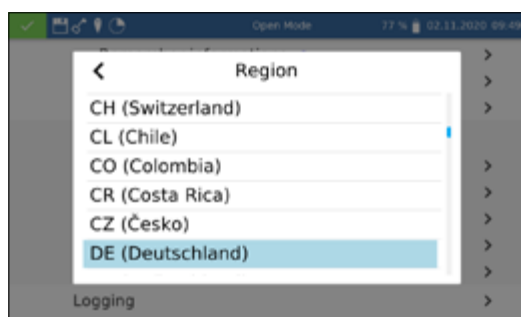 Open Mode 77 % 02.11.2020 09:49
Region
CH (Switzerland)
CL (Chile)
CO (Colombia)
CR (Costa Rica)
CZ (Česko)
DE (Deutschland)
Logging